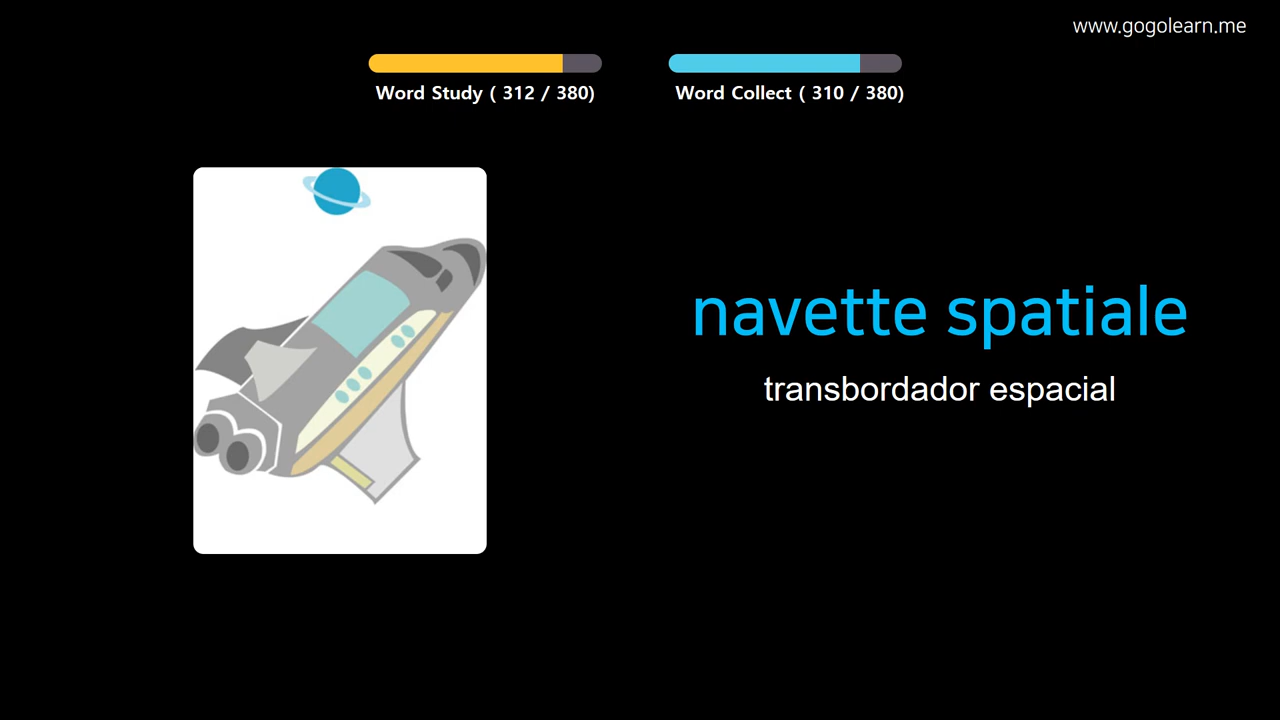 www.gogolearn.me
Word Study ( 312 / 380)
Word Collect ( 310 / 380)
navette spatiale
transbordador espacial